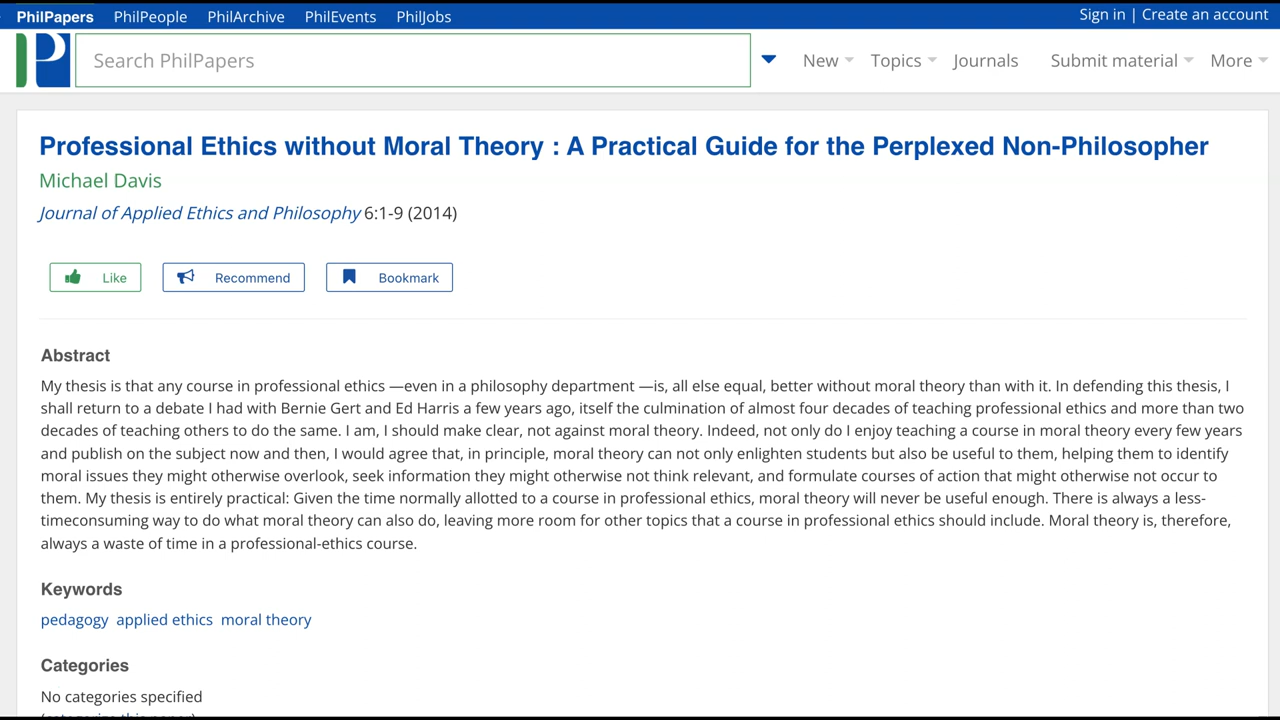 PhilPapers PhilPeople PhilArchive PhilEvents PhilJobs Sign in | Create an account
Search PhilPapers New Topics Journals Submit material More
Professional Ethics without Moral Theory : A Practical Guide for the Perplexed Non-Philosopher
Michael Davis
Journal of Applied Ethics and Philosophy 6:1-9 (2014)
Like Recommend Bookmark
Abstract
My thesis is that any course in professional ethics —even in a philosophy department —is, all else equal, better without moral theory than with it. In defending this thesis, I
shall return to a debate I had with Bernie Gert and Ed Harris a few years ago, itself the culmination of almost four decades of teaching professional ethics and more than two
decades of teaching others to do the same. I am, I should make clear, not against moral theory. Indeed, not only do I enjoy teaching a course in moral theory every few years
and publish on the subject now and then, I would agree that, in principle, moral theory can not only enlighten students but also be useful to them, helping them to identify
moral issues they might otherwise overlook, seek information they might otherwise not think relevant, and formulate courses of action that might otherwise not occur to
them. My thesis is entirely practical: Given the time normally allotted to a course in professional ethics, moral theory will never be useful enough. There is always a less-
timeconsuming way to do what moral theory can also do, leaving more room for other topics that a course in professional ethics should include. Moral theory is, therefore,
always a waste of time in a professional-ethics course.
Keywords
pedagogy applied ethics moral theory
Categories
No categories specified
(categorize this paper)